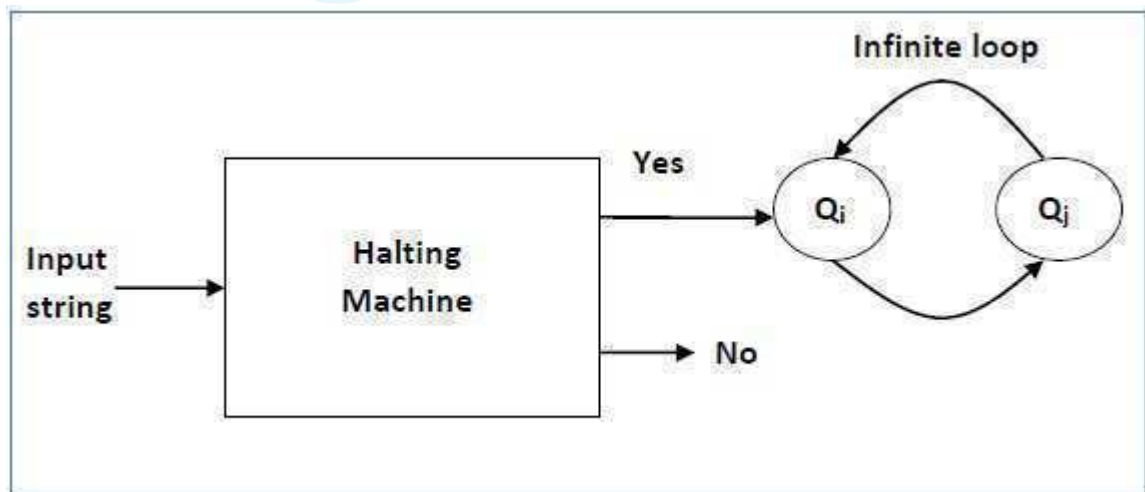 Infinite loop
Yes
Qi
Qj
Input
string
Halting
Machine
No